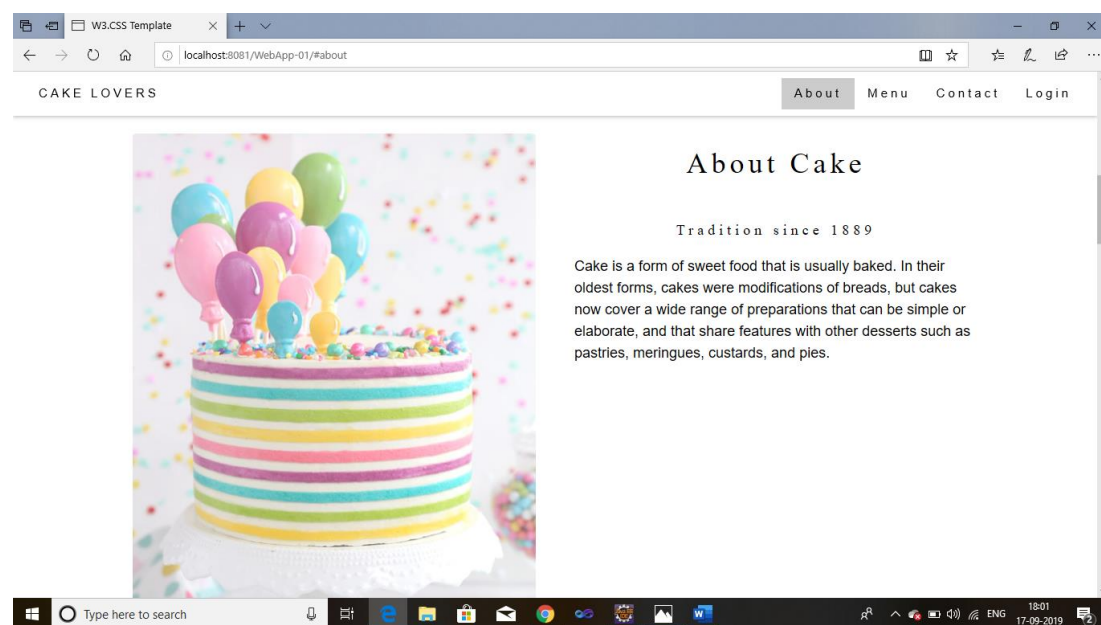 W3.CSS Template
localhost:8081/WebApp-01/#about
CAKE LOVERS
About Menu Contact Login
About Cake
Tradition since 1889
Cake is a form of sweet food that is usually baked. In their
oldest forms, cakes were modifications of breads, but cakes
now cover a wide range of preparations that can be simple or
elaborate, and that share features with other desserts such as
pastries, meringues, custards, and pies.
Type here to search
ENG
18:01
17-09-2019